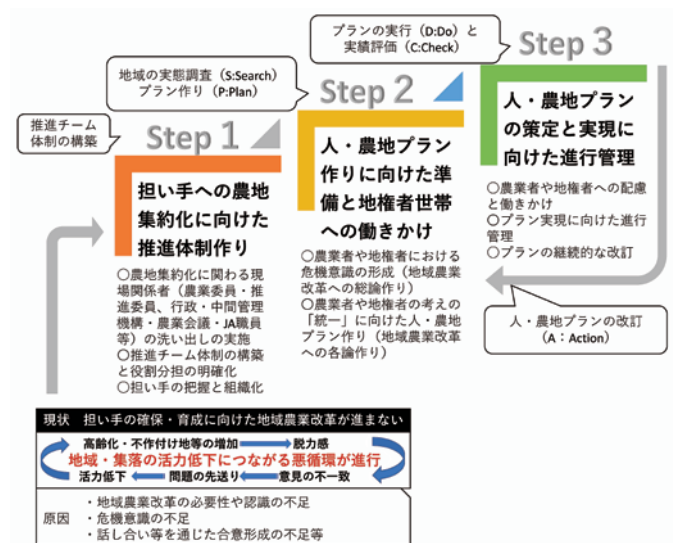 プランの実行（D:Do）と
実績評価（C:Check）
Step 3
地域の実態調査（S:Search）
プラン作り（P:Plan）
Step 2
人・農地プラン
の策定と実現に
向けた進行管理
推進チーム
体制の構築
Step 1
人・農地プラン
作りに向けた準
備と地権者世帯
への働きかけ
担い手への農地
集約化に向けた
推進体制作り
〇農業者や地権者への配慮
と働きかけ
〇プラン実現に向けた進行
管理
〇プランの継続的な改訂
〇農業者や地権者における
危機意識の形成（地域農業
改革への総論作り）
〇農業者や地権者の考えの
「統一」に向けた人・農地
プラン作り（地域農業改革
への各論作り）
〇農地集約化に関わる現
場関係者（農業委員・推
進委員、行政・中間管理
機構・農業会議・JA職員
等）の洗い出しの実施
〇推進チーム体制の構築
と役割分担の明確化
〇担い手の把握と組織化
人・農地プランの改訂
（A：Action）
現状 担い手の確保・育成に向けた地域農業改革が進まない
高齢化・不作付け地等の増加 脱力感
地域・集落の活力低下につながる悪循環が進行
活力低下 問題の先送り 意見の不一致
・地域農業改革の必要性や認識の不足
原因 ・危機意識の不足
・話し合い等を通じた合意形成の不足等